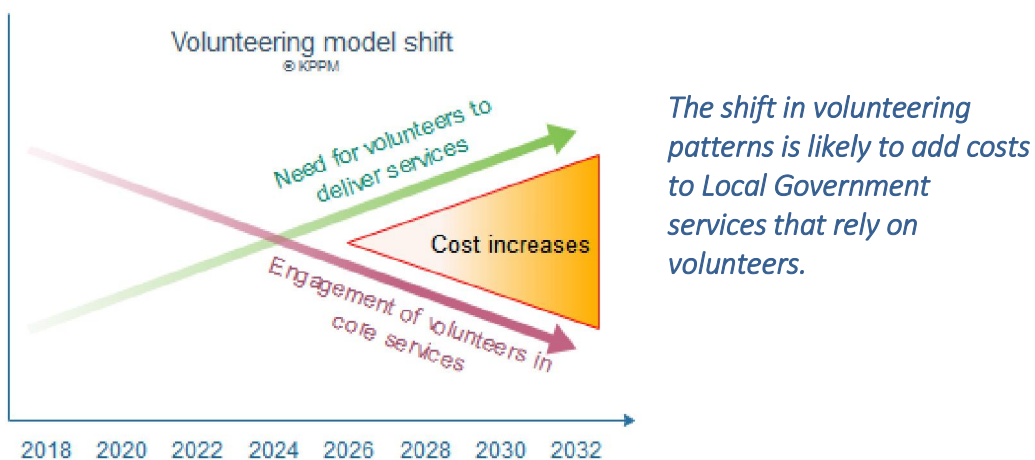 Volunteering model shift
© KPPM
Need for volunteers to
deliver services
Cost increases
Engagement of volunteers in
core services
2018 2020 2022 2024 2026 2028 2030 2032
The shift in volunteering
patterns is likely to add costs
to Local Government
services that rely on
volunteers.